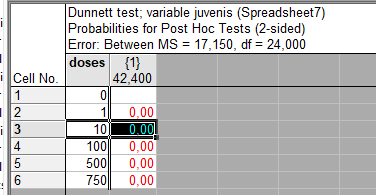 Dunnett test; variable juvenis (Spreadsheet7)
Probabilities for Post Hoc Tests (2-sided)
Error: Between MS = 17,150, df = 24,000
doses {1}
Cell No. 42,400
1 0
2 1 0,00
3 10 0,00
4 100 0,00
5 500 0,00
6 750 0,00